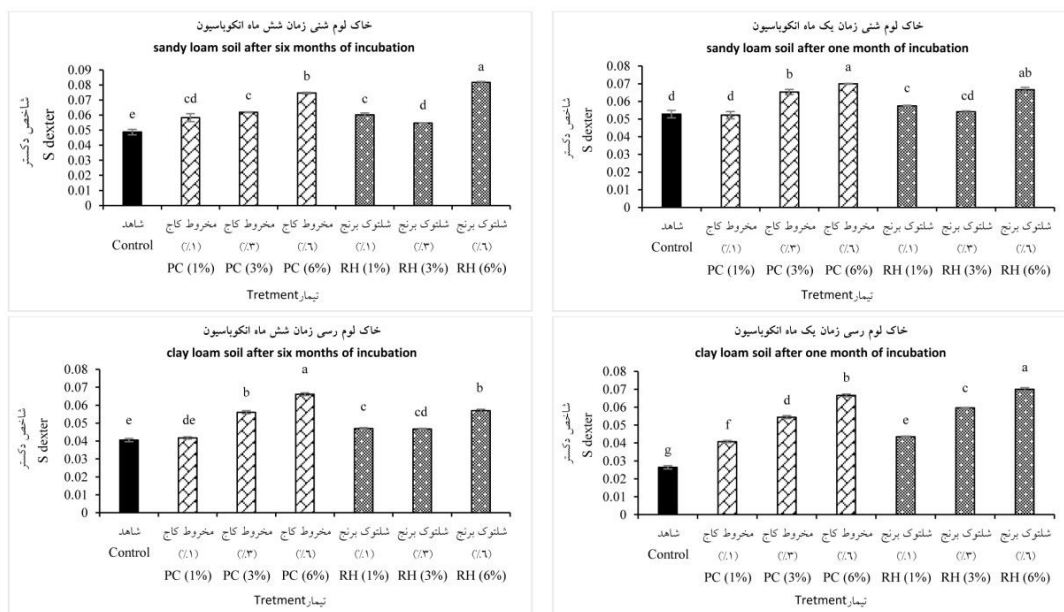 خاک لوم شنی زمان شش ماه انکوباسیون
sandy loam soil after six months of incubation
0.09
0.08
0.07
0.06
0.05
0.04
0.03
0.02
0.01
0
شاخص دکستر
S dexter
e
cd
c
b
c
d
a
شاهد مخروط کاج مخروط کاج مخروط کاج شلتوک برنج شلتوک برنج شلتوک برنج
(٪۱) (٪۳) (٪٦) (٪۱) (٪۳) (٪٦)
Control PC (1%) PC (3%) PC (6%) RH (1%) RH (3%) RH (6%)
Tretment تیمار
خاک لوم شنی زمان یک ماه انکوباسیون
sandy loam soil after one month of incubation
0.08
0.07
0.06
0.05
0.04
0.03
0.02
0.01
0
شاخص دکستر
S dexter
d
d
b
a
c
cd
ab
شاهد مخروط کاج مخروط کاج مخروط کاج شلتوک برنج شلتوک برنج شلتوک برنج
(٪۱) (٪۳) (٪٦) (٪۱) (٪۳) (٪٦)
Control PC (1%) PC (3%) PC (6%) RH (1%) RH (3%) RH (6%)
Tretment تیمار
خاک لوم رسی زمان شش ماه انکوباسیون
clay loam soil after six months of incubation
0.08
0.07
0.06
0.05
0.04
0.03
0.02
0.01
0
شاخص دکستر
S dexter
e
de
b
a
c
cd
b
شاهد مخروط کاج مخروط کاج مخروط کاج شلتوک برنج شلتوک برنج شلتوک برنج
(٪۱) (٪۳) (٪٦) (٪۱) (٪۳) (٪٦)
Control PC (1%) PC (3%) PC (6%) RH (1%) RH (3%) RH (6%)
Tretment تیمار
خاک لوم رسی زمان یک ماه انکوباسیون
clay loam soil after one month of incubation
0.08
0.07
0.06
0.05
0.04
0.03
0.02
0.01
0
شاخص دکستر
S dexter
g
f
d
b
e
c
a
شاهد مخروط کاج مخروط کاج مخروط کاج شلتوک برنج شلتوک برنج شلتوک برنج
(٪۱) (٪۳) (٪٦) (٪۱) (٪۳) (٪٦)
Control PC (1%) PC (3%) PC (6%) RH (1%) RH (3%) RH (6%)
Tretment تیمار